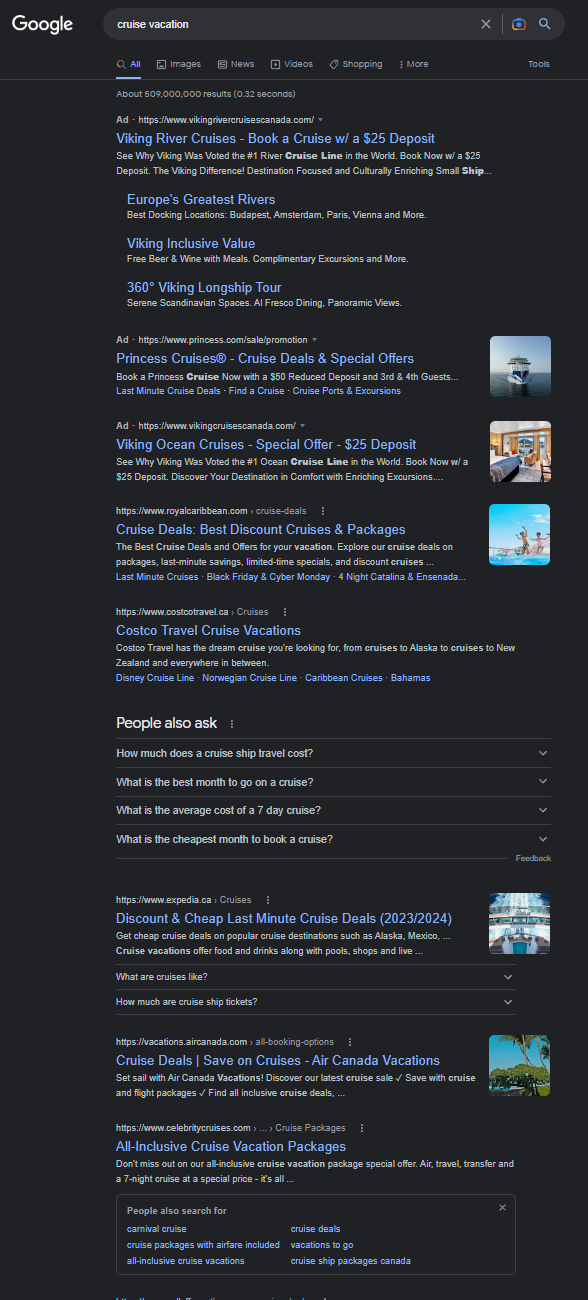 Google
cruise vacation
All Images News Videos Shopping More Tools
About 509,000,000 results (0.32 seconds)
Ad · https://www.vikingrivercruisescanada.com/
Viking River Cruises - Book a Cruise w/ a $25 Deposit
See Why Viking Was Voted the #1 River Cruise Line in the World. Book Now w/ a $25
Deposit. The Viking Difference! Destination Focused and Culturally Enriching Small Ship...
Europe's Greatest Rivers
Best Docking Locations: Budapest, Amsterdam, Paris, Vienna and More.
Viking Inclusive Value
Free Beer & Wine with Meals. Complimentary Excursions and More.
360° Viking Longship Tour
Serene Scandinavian Spaces. Al Fresco Dining, Panoramic Views.
Ad · https://www.princess.com/sale/promotion
Princess Cruises® - Cruise Deals & Special Offers
Book a Princess Cruise Now with a $50 Reduced Deposit and 3rd & 4th Guests...
Last Minute Cruise Deals · Find a Cruise · Cruise Ports & Excursions
Ad · https://www.vikingcruisescanada.com/
Viking Ocean Cruises - Special Offer - $25 Deposit
See Why Viking Was Voted the #1 Ocean Cruise Line in the World. Book Now w/ a
$25 Deposit. Discover Your Destination in Comfort with Enriching Excursions....
https://www.royalcaribbean.com › cruise-deals
Cruise Deals: Best Discount Cruises & Packages
The Best Cruise Deals and Offers for your vacation. Explore our cruise deals on
packages, last-minute savings, limited-time specials, and discount cruises ...
Last Minute Cruises · Black Friday & Cyber Monday · 4 Night Catalina & Ensenada...
https://www.costcotravel.ca › Cruises
Costco Travel Cruise Vacations
Costco Travel has the dream cruise you're looking for, from cruises to Alaska to cruises to New
Zealand and everywhere in between.
Disney Cruise Line · Norwegian Cruise Line · Caribbean Cruises · Bahamas
People also ask
How much does a cruise ship travel cost?
What is the best month to go on a cruise?
What is the average cost of a 7 day cruise?
What is the cheapest month to book a cruise?
Feedback
https://www.expedia.ca › Cruises
Discount & Cheap Last Minute Cruise Deals (2023/2024)
Get cheap cruise deals on popular cruise destinations such as Alaska, Mexico, ...
Cruise vacations offer food and drinks along with pools, shops and live ...
What are cruises like?
How much are cruise ship tickets?
https://vacations.aircanada.com › all-booking-options
Cruise Deals | Save on Cruises - Air Canada Vacations
Set sail with Air Canada Vacations! Discover our latest cruise sale ✓ Save with cruise
and flight packages ✓ Find all inclusive cruise deals, ...
https://www.celebritycruises.com › ... › Cruise Packages
All-Inclusive Cruise Vacation Packages
Don't miss out on our all-inclusive cruise vacation package special offer. Air, travel, transfer and
a 7-night cruise at a special price - it's all ...
People also search for
carnival cruise cruise deals
cruise packages with airfare included vacations to go
all-inclusive cruise vacations cruise ship packages canada